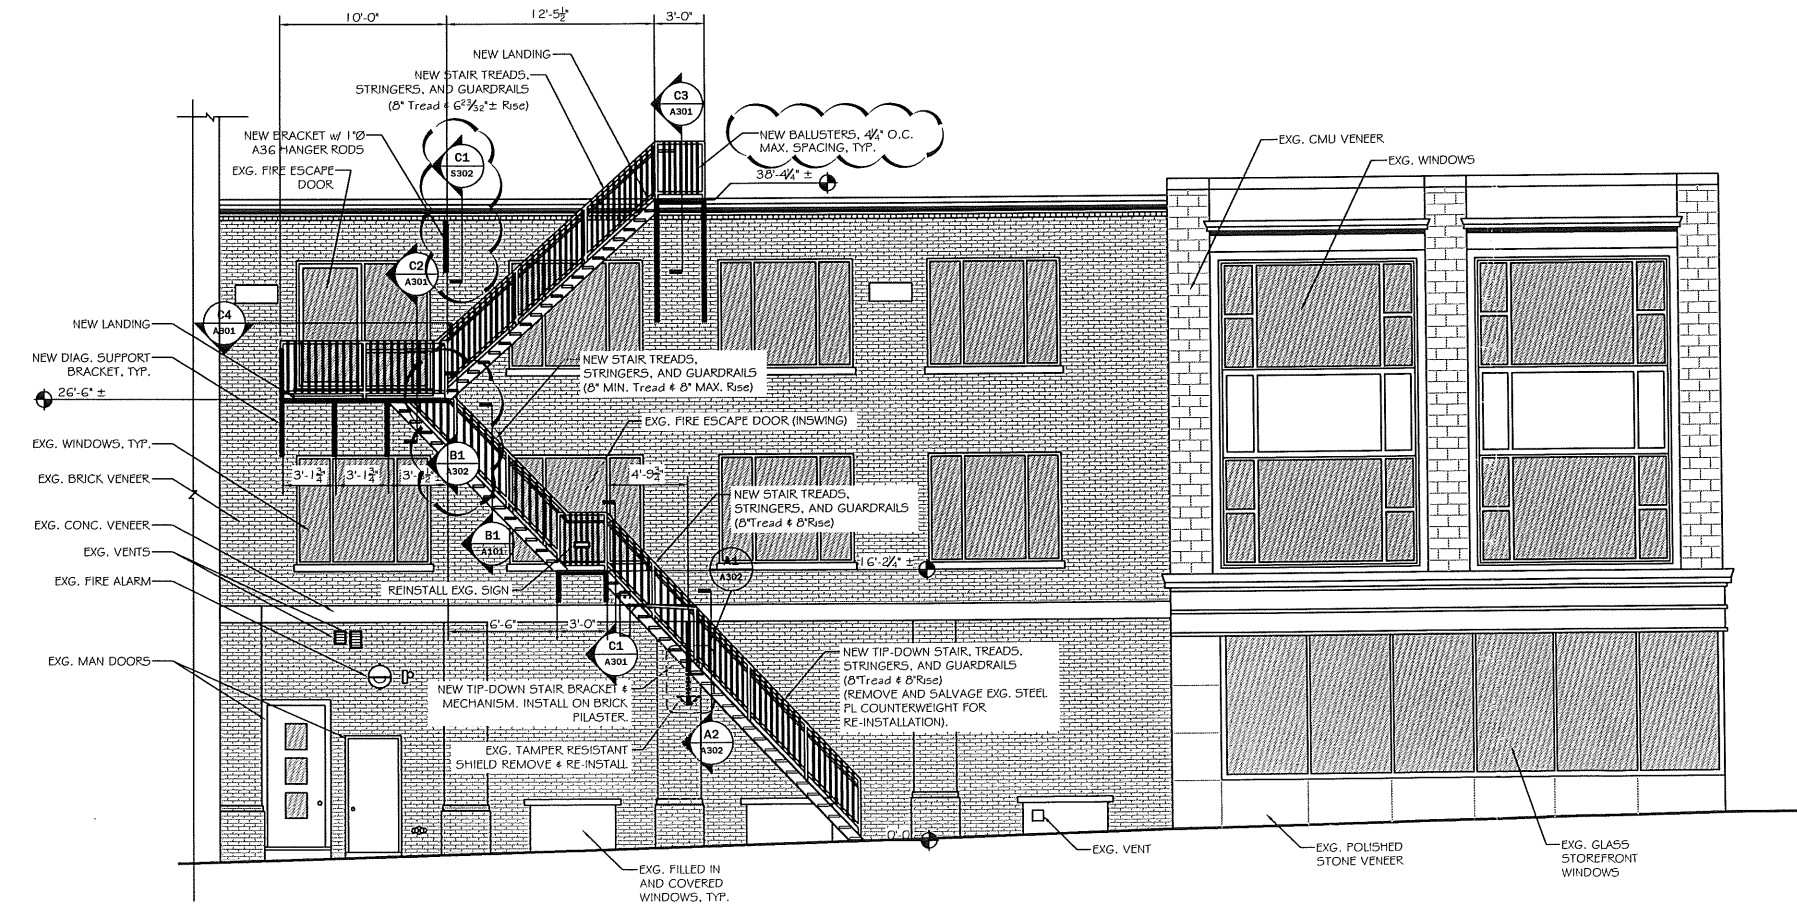 10'-0"
12'-5½"
3'-0"
NEW LANDING
NEW STAIR TREADS,
STRINGERS, AND GUARDRAILS
(8" Tread & 6 23/32"± Rise)
C3
A301
NEW BRACKET w/ 1"Ø
A36 HANGER RODS
C1
S302
NEW BALUSTERS, 4¼" O.C.
MAX. SPACING, TYP.
EXG. CMU VENEER
EXG. WINDOWS
EXG. FIRE ESCAPE
DOOR
38'-4¼" ±
C2
A301
C4
A301
NEW LANDING
NEW DIAG. SUPPORT
BRACKET, TYP.
26'-6" ±
NEW STAIR TREADS,
STRINGERS, AND GUARDRAILS
(8" MIN. Tread & 8" MAX. Rise)
EXG. FIRE ESCAPE DOOR (INSWING)
EXG. WINDOWS, TYP.
EXG. BRICK VENEER
EXG. CONC. VENEER
EXG. VENTS
EXG. FIRE ALARM
EXG. MAN DOORS
3'-1¾"
3'-1¾"
B1
A302
4'-9¾"
NEW STAIR TREADS,
STRINGERS, AND GUARDRAILS
(8"Tread & 8"Rise)
B1
A101
A1
A302
16'-2¼" ±
REINSTALL EXG. SIGN
6'-6"
3'-0"
C1
A301
NEW TIP-DOWN STAIR, TREADS,
STRINGERS, AND GUARDRAILS
(8"Tread & 8"Rise)
(REMOVE AND SALVAGE EXG. STEEL
PL COUNTERWEIGHT FOR
RE-INSTALLATION).
NEW TIP-DOWN STAIR BRACKET &
MECHANISM. INSTALL ON BRICK
PILASTER.
EXG. TAMPER RESISTANT
SHIELD REMOVE & RE-INSTALL
A2
A302
0'-0"
EXG. FILLED IN
AND COVERED
WINDOWS, TYP.
EXG. VENT
EXG. POLISHED
STONE VENEER
EXG. GLASS
STOREFRONT
WINDOWS